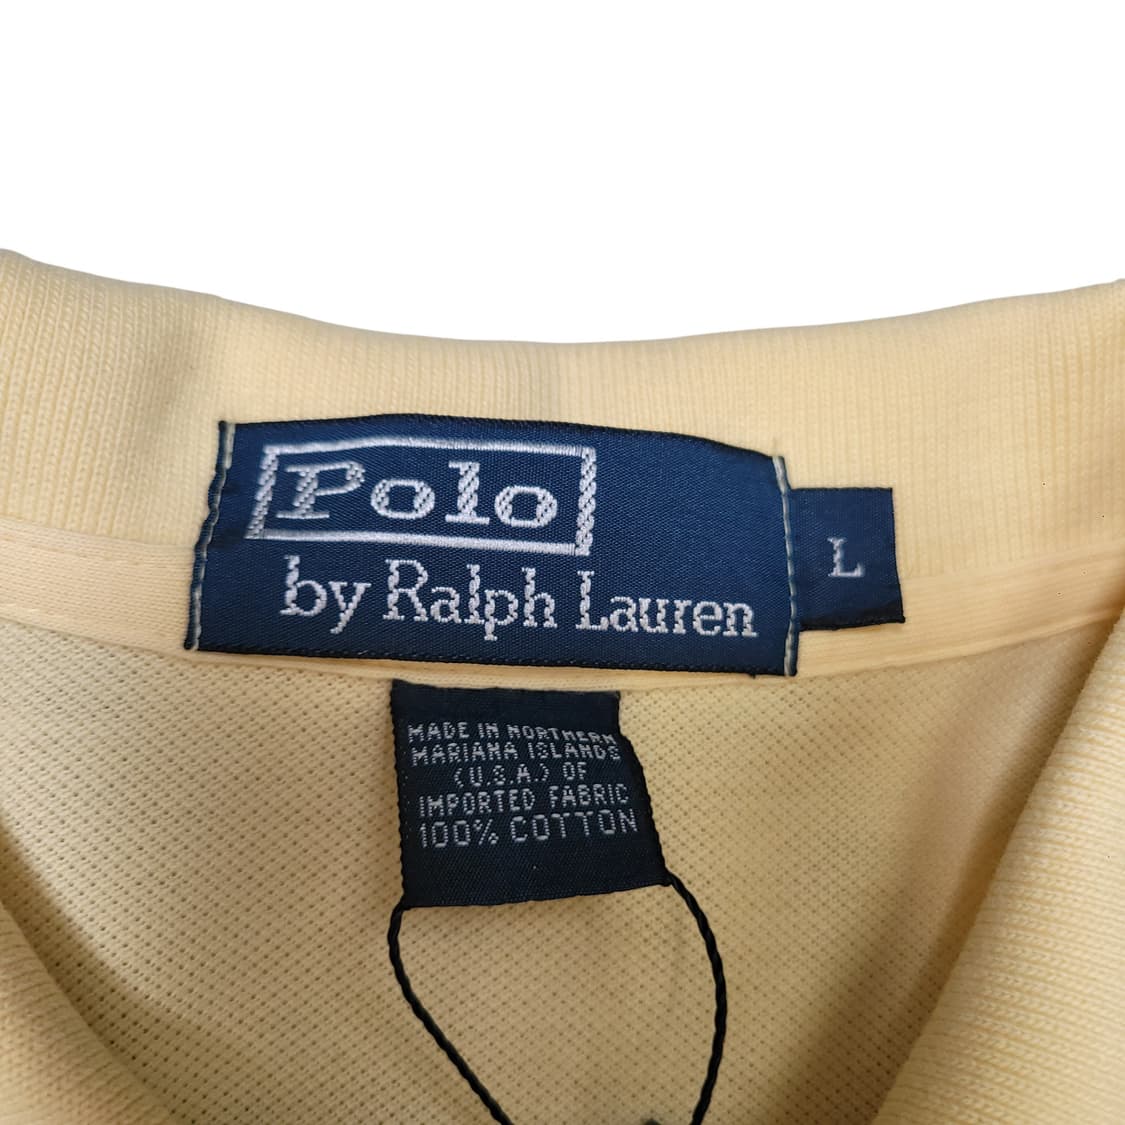 Polo
by Ralph Lauren
L
MADE IN NORTHERN
MARIANA ISLANDS
(U.S.A.) OF
IMPORTED FABRIC
100% COTTON